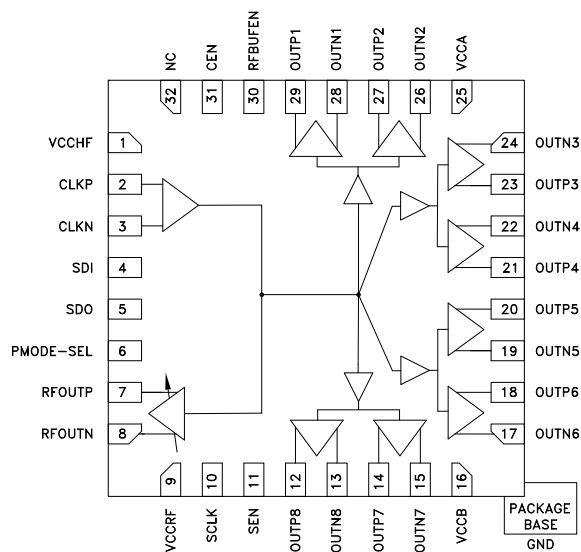 NC
CEN
RFBUFEN
OUTP1
OUTN1
OUTP2
OUTN2
VCCA
32
31
30
29
28
27
26
25
VCCHF 1
CLKP 2
CLKN 3
SDI 4
SDO 5
PMODE-SEL 6
RFOUTP 7
RFOUTN 8
24 OUTN3
23 OUTP3
22 OUTN4
21 OUTP4
20 OUTP5
19 OUTN5
18 OUTP6
17 OUTN6
9
10
11
12
13
14
15
16
VCCRF
SCLK
SEN
OUTP8
OUTN8
OUTP7
OUTN7
VCCB
PACKAGE
BASE
GND